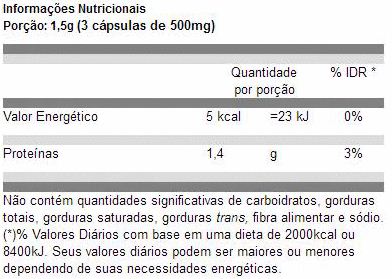 Informações Nutricionais
Porção: 1,5g (3 cápsulas de 500mg)
Quantidade % IDR *
por porção
Valor Energético 5 kcal =23 kJ 0%
Proteínas 1,4 g 3%
Não contém quantidades significativas de carboidratos, gorduras
totais, gorduras saturadas, gorduras trans, fibra alimentar e sódio.
(*)% Valores Diários com base em uma dieta de 2000kcal ou
8400kJ. Seus valores diários podem ser maiores ou menores
dependendo de suas necessidades energéticas.